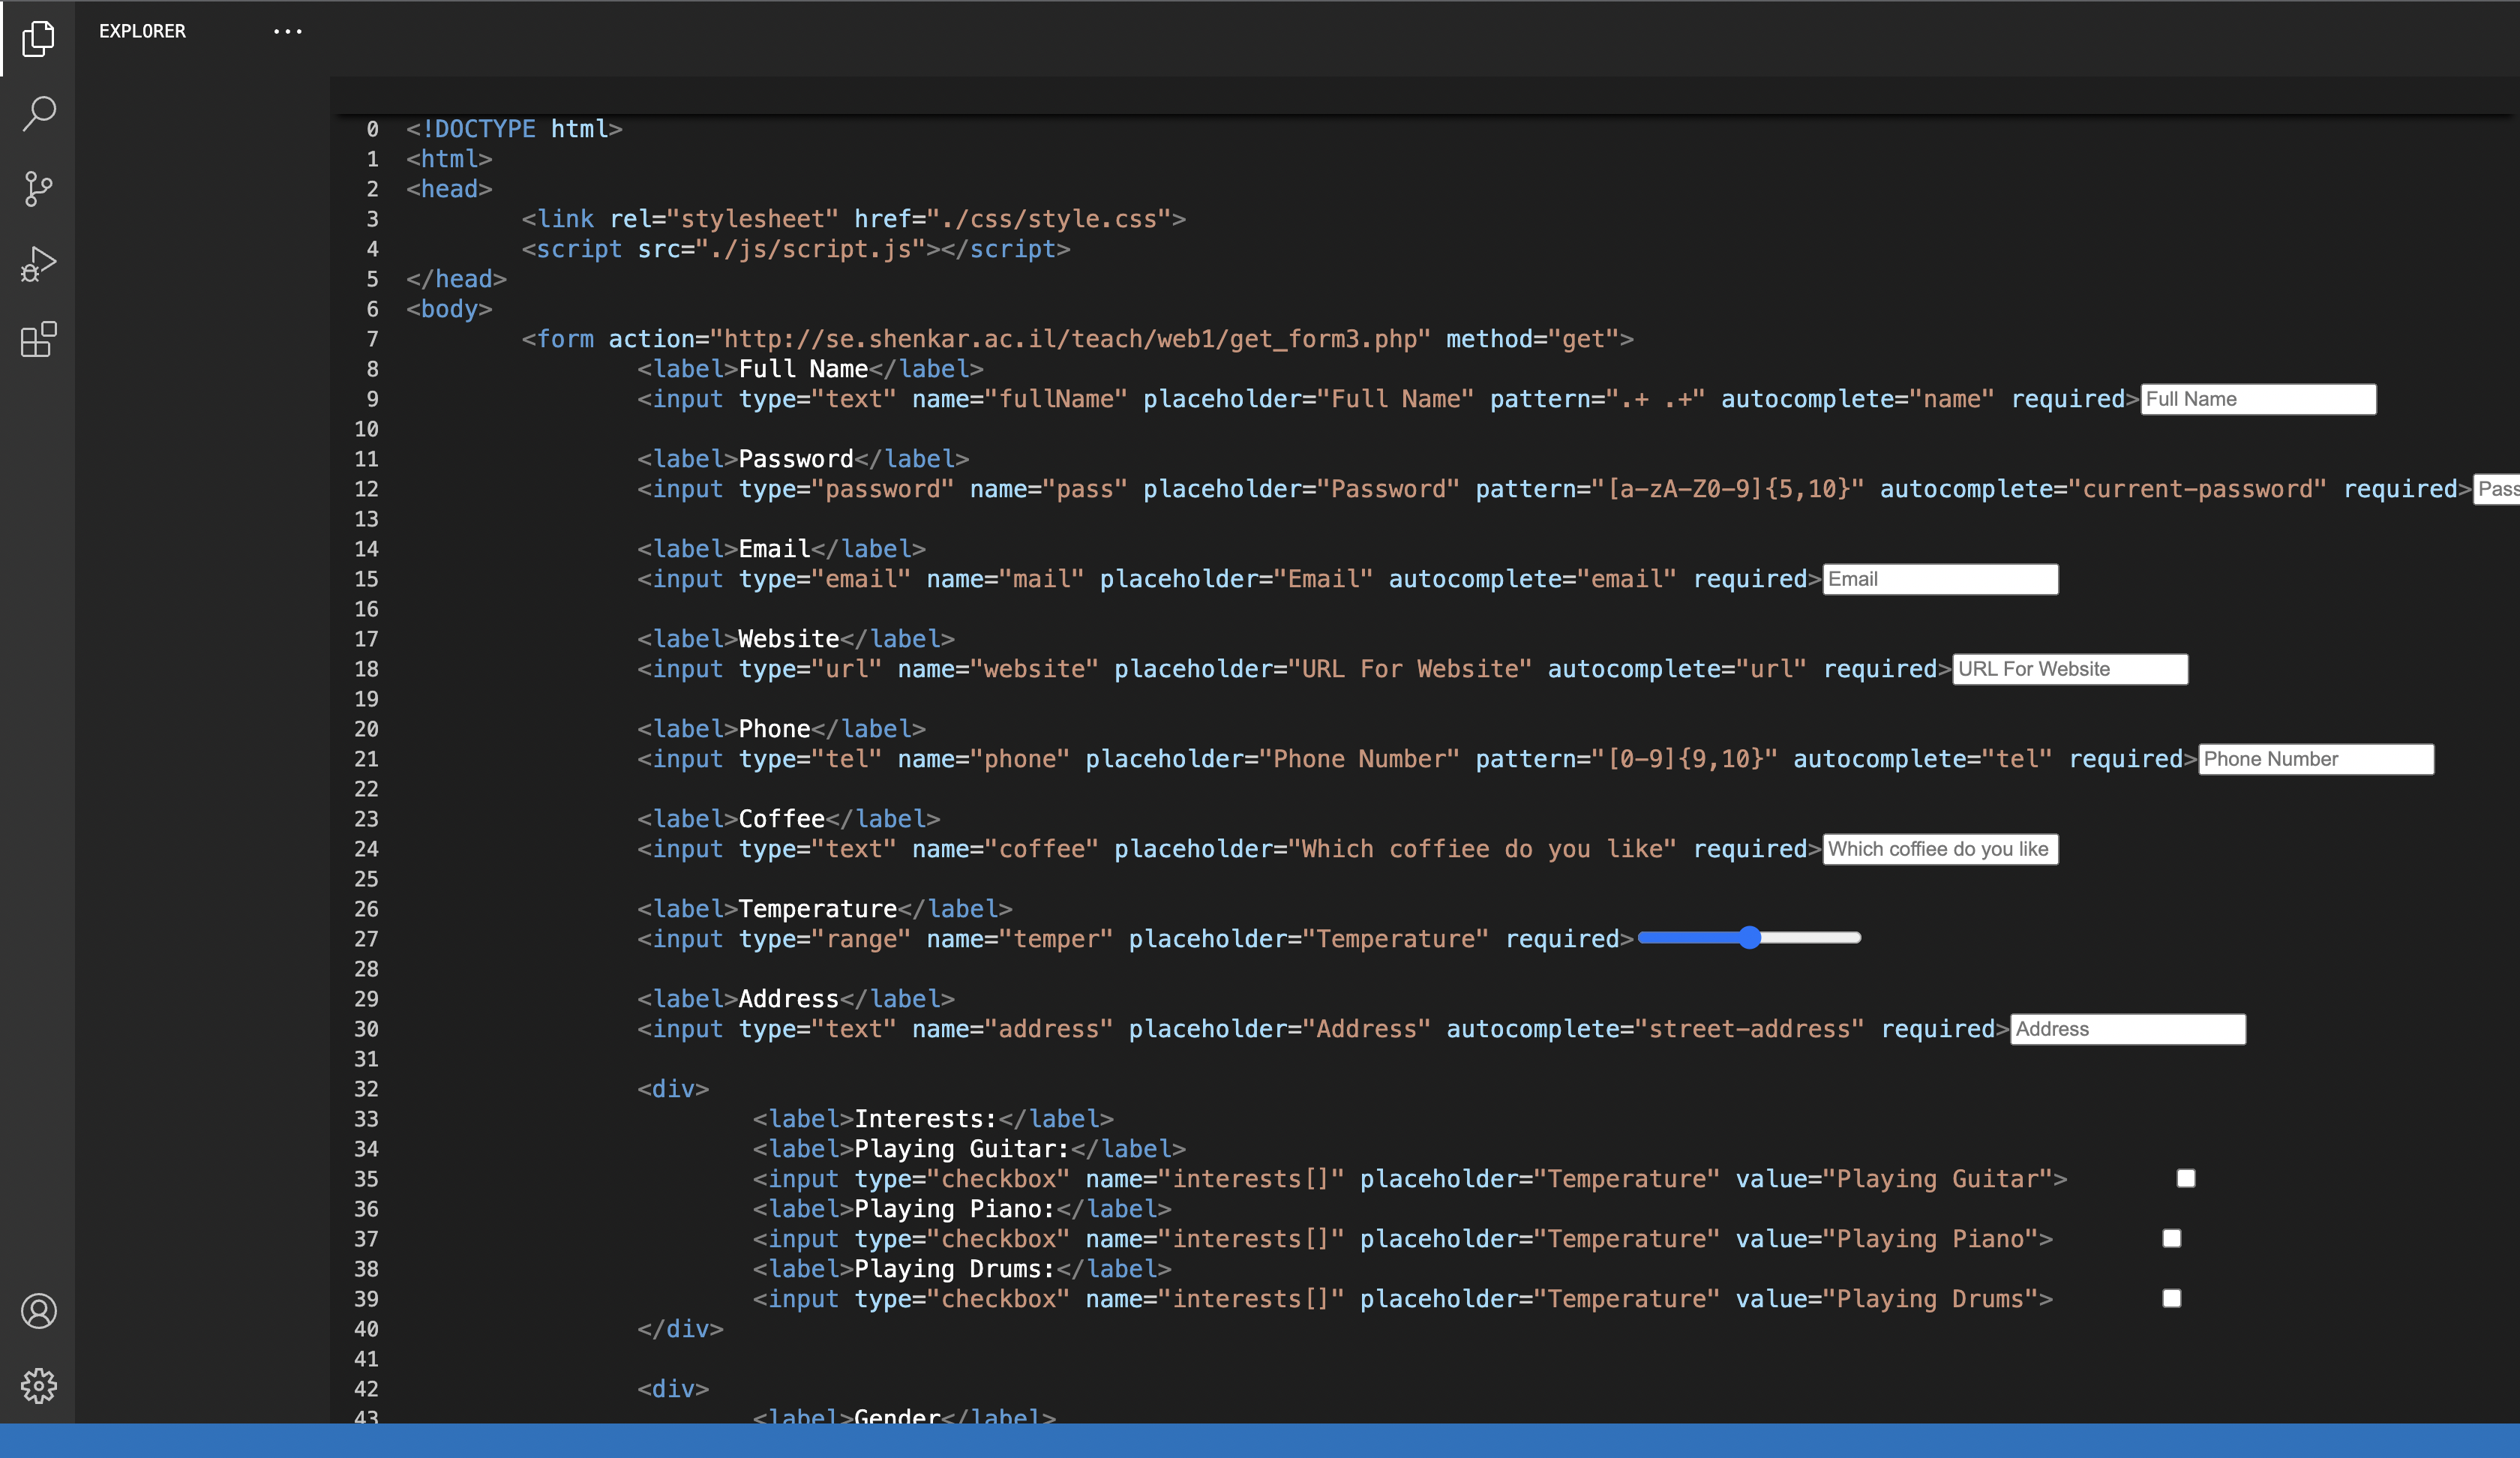 EXPLORER ...
0 <!DOCTYPE html>
1 <html>
2 <head>
3 <link rel="stylesheet" href="./css/style.css">
4 <script src="./js/script.js"></script>
5 </head>
6 <body>
7 <form action="http://se.shenkar.ac.il/teach/web1/get_form3.php" method="get">
8 <label>Full Name</label>
9 <input type="text" name="fullName" placeholder="Full Name" pattern=".+ .+" autocomplete="name" required> Full Name
10
11 <label>Password</label>
12 <input type="password" name="pass" placeholder="Password" pattern="[a-zA-Z0-9]{5,10}" autocomplete="current-password" required> Pass
13
14 <label>Email</label>
15 <input type="email" name="mail" placeholder="Email" autocomplete="email" required> Email
16
17 <label>Website</label>
18 <input type="url" name="website" placeholder="URL For Website" autocomplete="url" required> URL For Website
19
20 <label>Phone</label>
21 <input type="tel" name="phone" placeholder="Phone Number" pattern="[0-9]{9,10}" autocomplete="tel" required> Phone Number
22
23 <label>Coffee</label>
24 <input type="text" name="coffee" placeholder="Which coffiee do you like" required> Which coffiee do you like
25
26 <label>Temperature</label>
27 <input type="range" name="temper" placeholder="Temperature" required>
28
29 <label>Address</label>
30 <input type="text" name="address" placeholder="Address" autocomplete="street-address" required> Address
31
32 <div>
33 <label>Interests:</label>
34 <label>Playing Guitar:</label>
35 <input type="checkbox" name="interests[]" placeholder="Temperature" value="Playing Guitar">
36 <label>Playing Piano:</label>
37 <input type="checkbox" name="interests[]" placeholder="Temperature" value="Playing Piano">
38 <label>Playing Drums:</label>
39 <input type="checkbox" name="interests[]" placeholder="Temperature" value="Playing Drums">
40 </div>
41
42 <div>
43 <label>Gender</label>